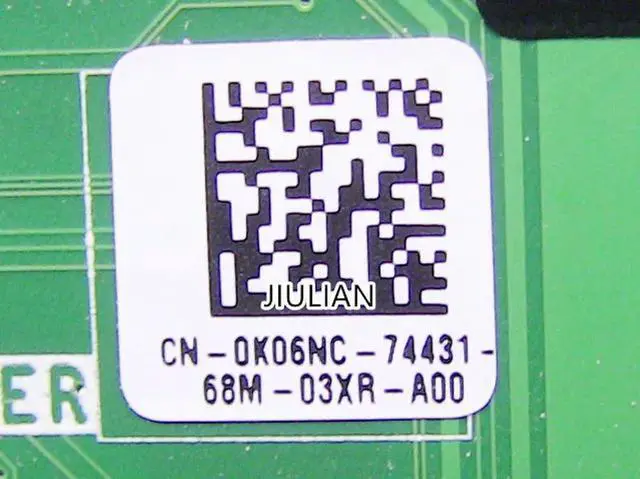 JIULIAN
CN-0K06NC-74431-
68M-03XR-A00
ER